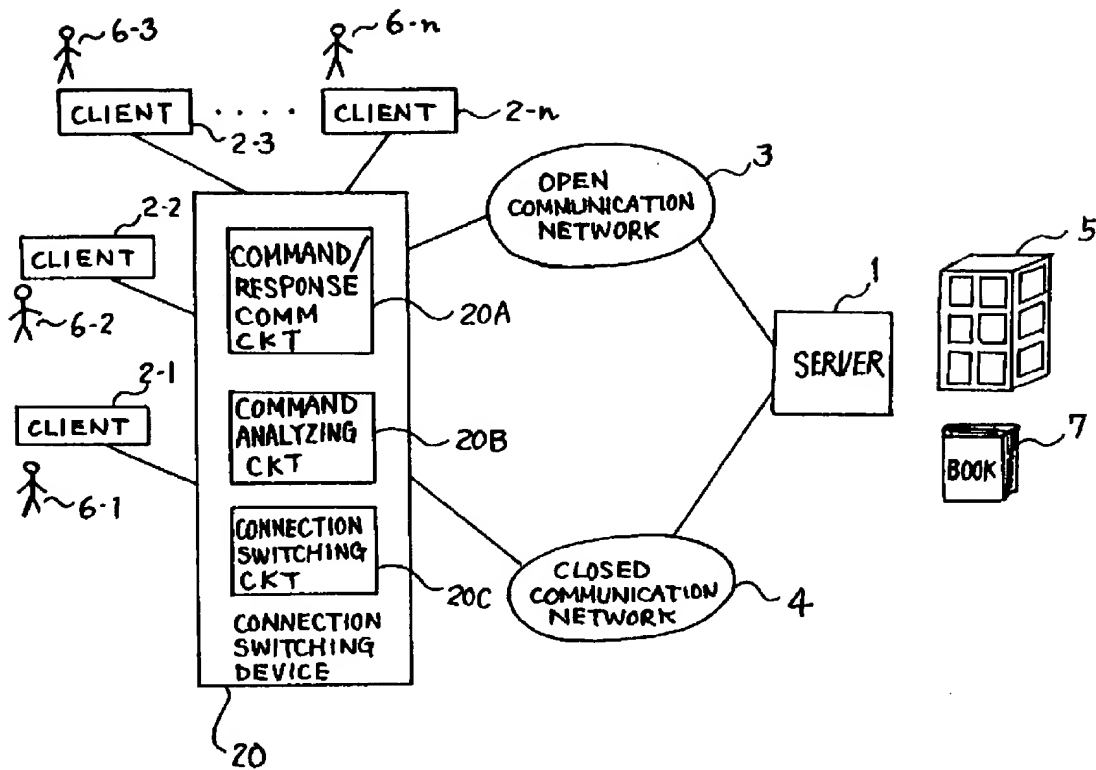 6-3
6-n
CLIENT
. . . .
CLIENT
2-n
2-3
3
OPEN
COMMUNICATION
NETWORK
2-2
CLIENT
6-2
COMMAND/
RESPONSE
COMM
CKT
20A
5
1
SERVER
2-1
CLIENT
6-1
COMMAND
ANALYZING
CKT
20B
7
BOOK
CONNECTION
SWITCHING
CKT
20C
CLOSED
COMMUNICATION
NETWORK
4
CONNECTION
SWITCHING
DEVICE
20